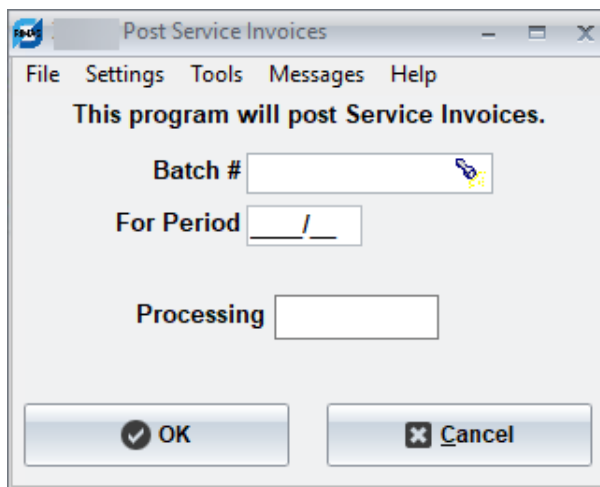 Post Service Invoices
File Settings Tools Messages Help
This program will post Service Invoices.
Batch #
For Period ____/__
Processing
OK Cancel